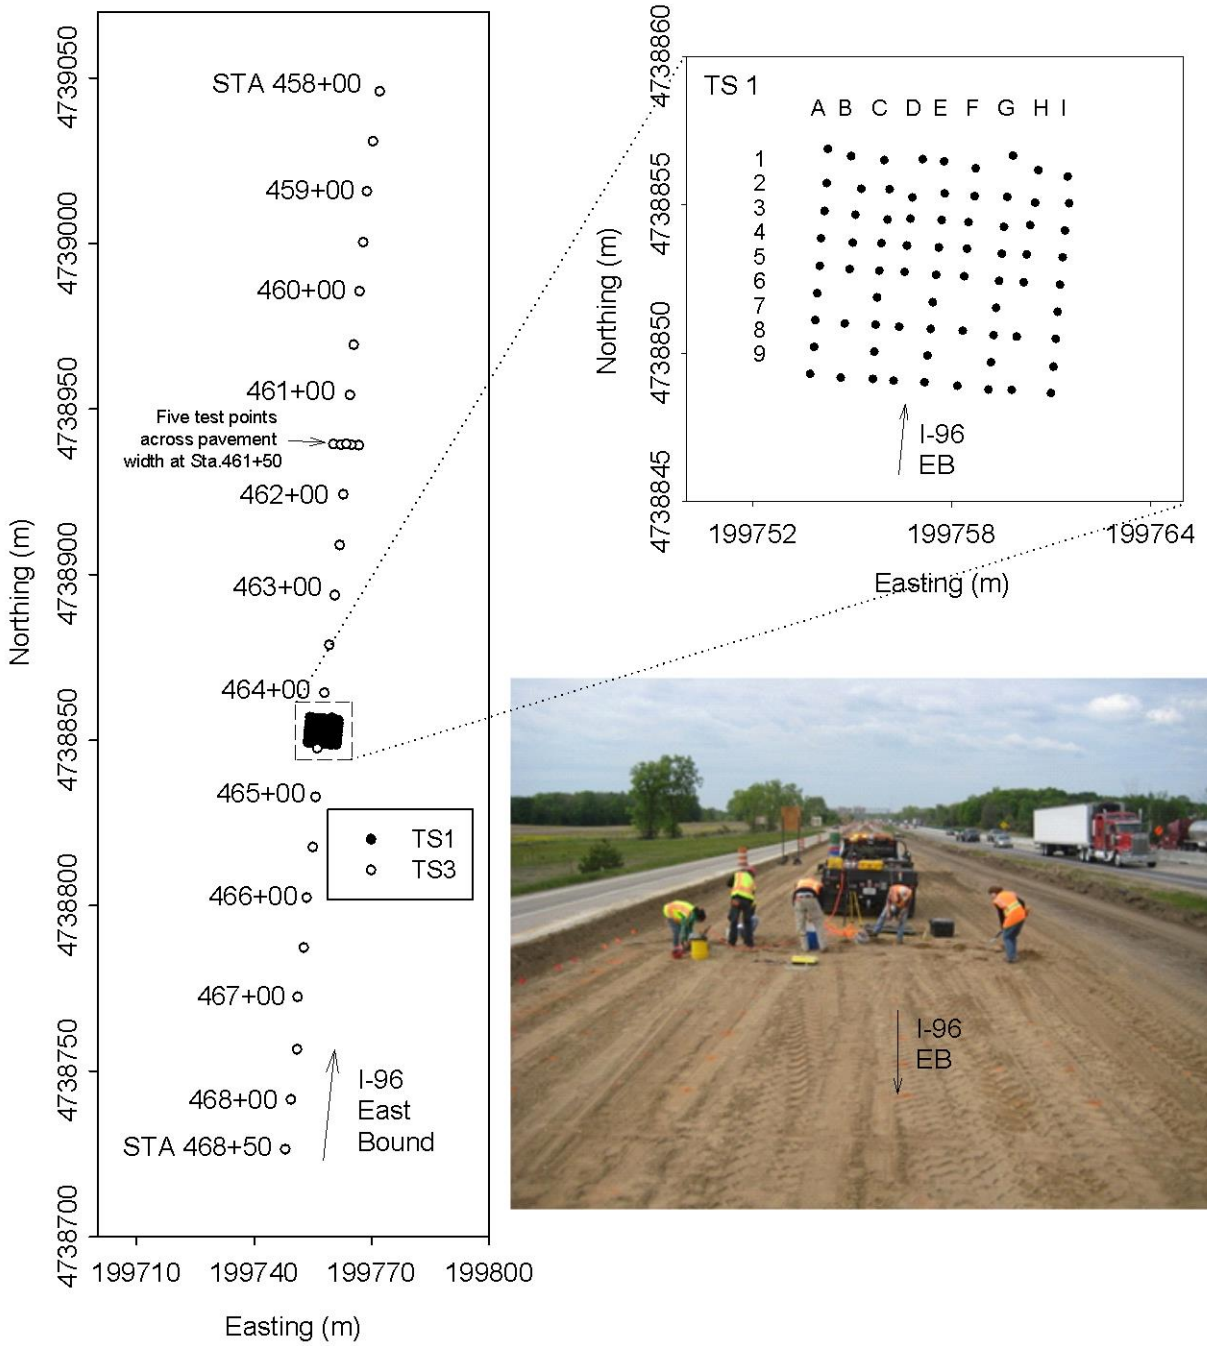 4739050
4739000
4738950
4738900
4738850
4738800
4738750
4738700
Northing (m)
STA 458+00
459+00
460+00
461+00
Five test points
across pavement
width at Sta.461+50
462+00
463+00
464+00
465+00
466+00
467+00
468+00
STA 468+50
TS1
TS3
I-96
East
Bound
199710 199740 199770 199800
Easting (m)
4738860
4738855
4738850
4738845
Northing (m)
TS 1
A B C D E F G H I
1
2
3
4
5
6
7
8
9
I-96
EB
199752 199758 199764
Easting (m)
I-96
EB